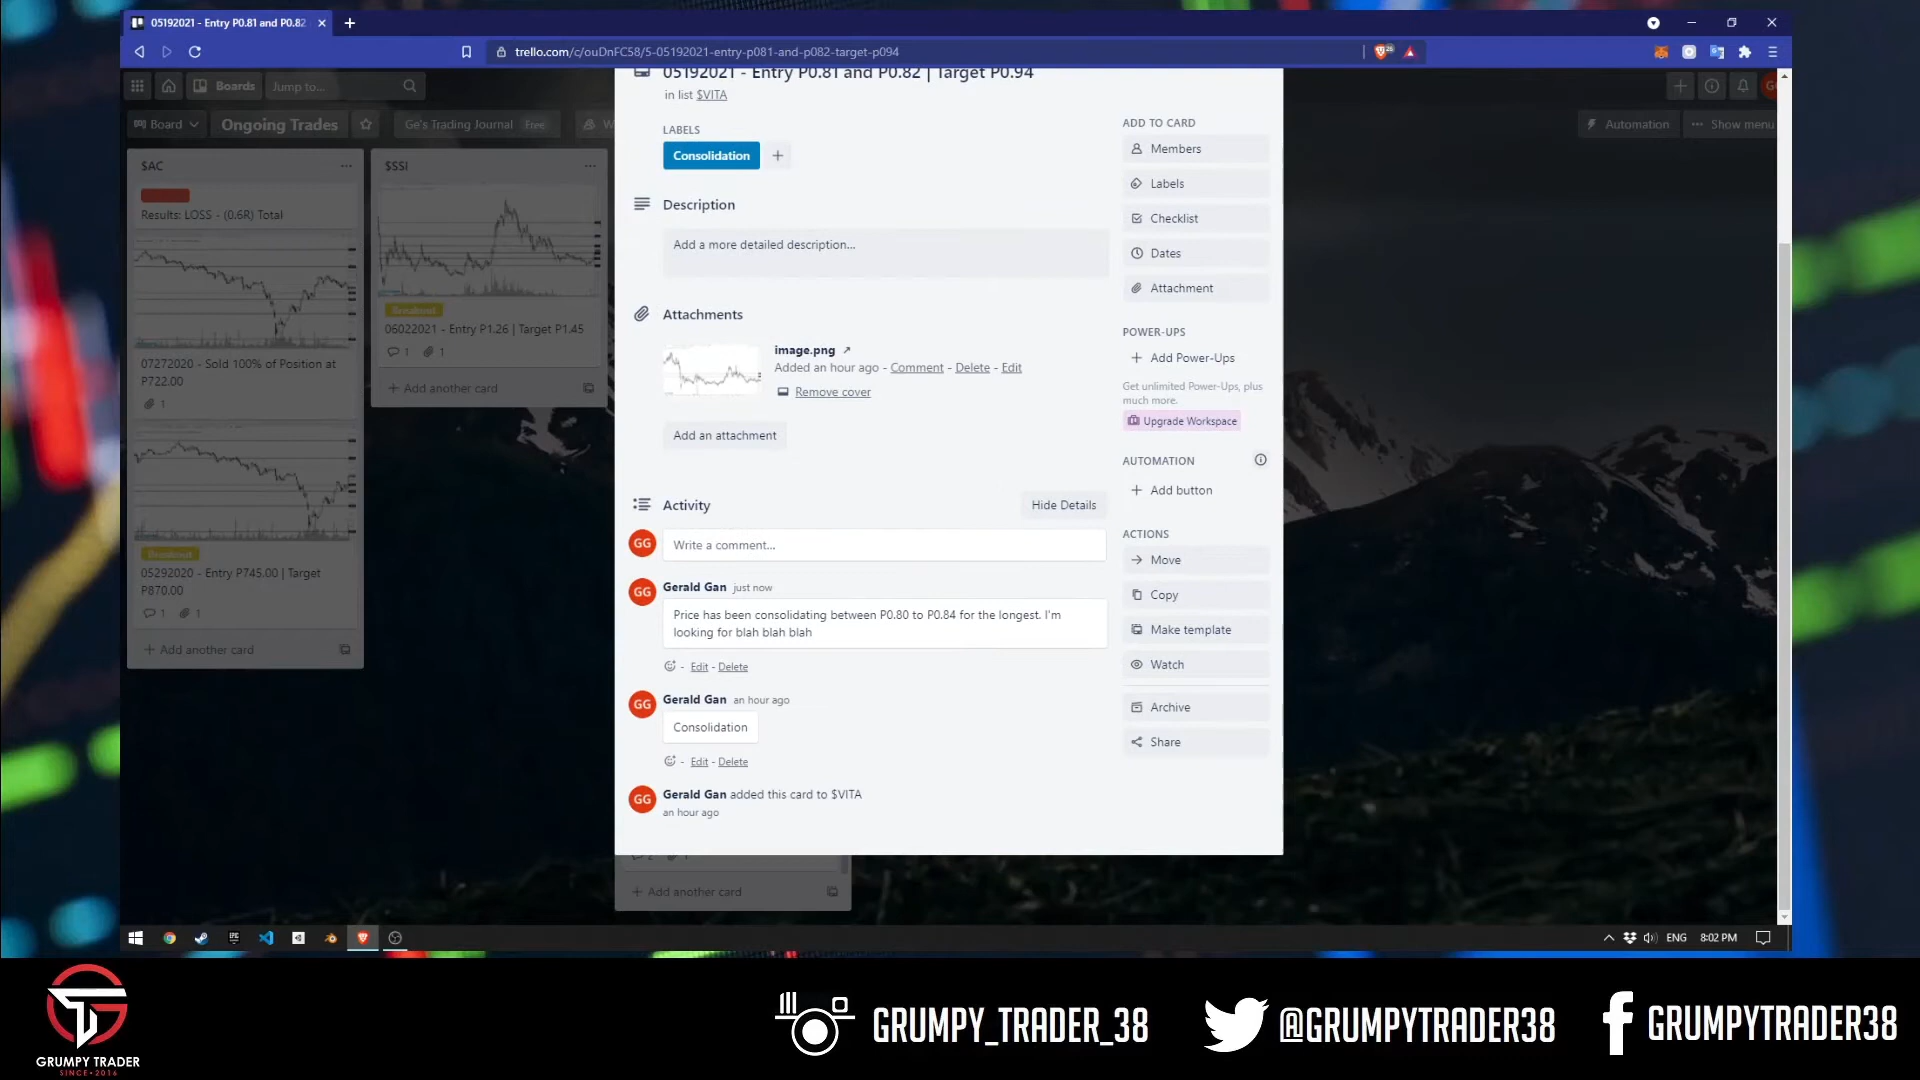 05192021 - Entry P0.81 and P0.82
trello.com/c/ouDnFC58/5-05192021-entry-p081-and-p082-target-p094
26
Boards
Jump to...
Board
Ongoing Trades
Ge's Trading Journal Free
W
Automation
Show menu
$AC
Results: LOSS - (0.6R) Total
07272020 - Sold 100% of Position at
P722.00
1
Breakout
05292020 - Entry P745.00 | Target
P870.00
1 1
+ Add another card
$SSI
Breakout
06022021 - Entry P1.26 | Target P1.45
1 1
+ Add another card
05192021 - Entry P0.81 and P0.82 | Target P0.94
in list $VITA
LABELS
Consolidation
Description
Add a more detailed description...
Attachments
image.png
Added an hour ago - Comment - Delete - Edit
Remove cover
Add an attachment
Activity
Hide Details
GG
Write a comment...
GG
Gerald Gan just now
Price has been consolidating between P0.80 to P0.84 for the longest. I'm
looking for blah blah blah
- Edit - Delete
GG
Gerald Gan an hour ago
Consolidation
- Edit - Delete
GG
Gerald Gan added this card to $VITA
an hour ago
+ Add another card
ADD TO CARD
Members
Labels
Checklist
Dates
Attachment
POWER-UPS
+ Add Power-Ups
Get unlimited Power-Ups, plus
much more.
Upgrade Workspace
AUTOMATION
+ Add button
ACTIONS
Move
Copy
Make template
Watch
Archive
Share
EPIC
ENG
8:02 PM
GRUMPY TRADER
SINCE•2016
GRUMPY_TRADER_38
@GRUMPYTRADER38
GRUMPYTRADER38